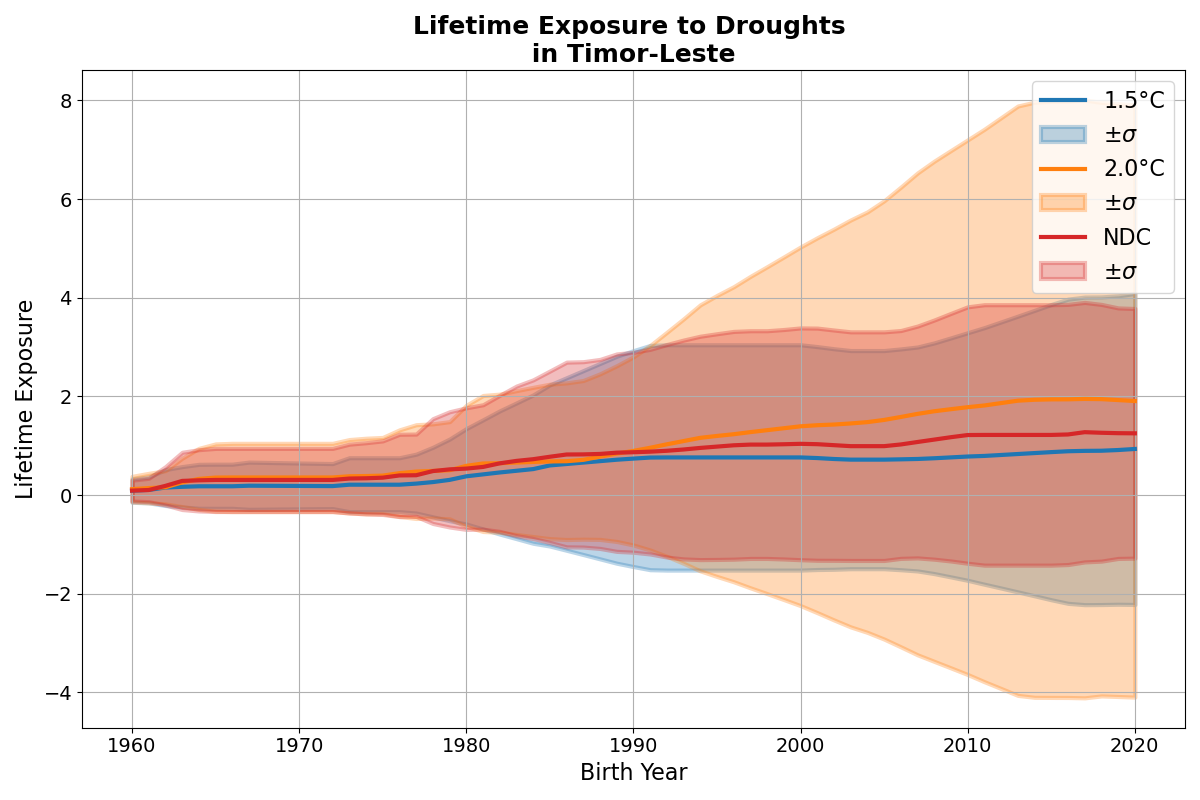 Lifetime Exposure to Droughts
in Timor-Leste
8
6
4
2
0
−2
−4
Lifetime Exposure
1960
1970
1980
1990
2000
2010
2020
Birth Year
1.5°C
±σ
2.0°C
±σ
NDC
±σ